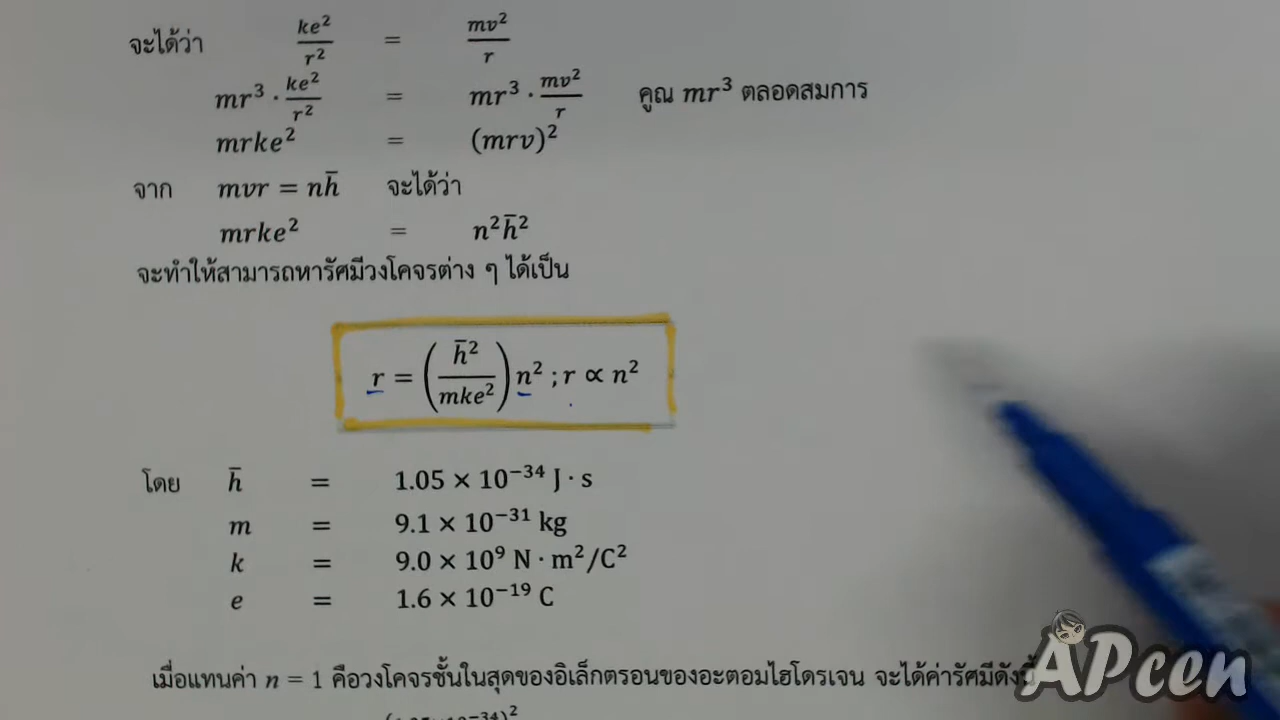 จะได้ว่า ke²/r² = mv²/r
mr³ · ke²/r² = mr³ · mv²/r คูณ mr³ ตลอดสมการ
mrke² = (mrv)²
จาก mvr = nh̄ จะได้ว่า
mrke² = n²h̄²
จะทำให้สามารถหารัศมีวงโคจรต่าง ๆ ได้เป็น
r = (h̄²/mke²) n² ; r ∝ n²
โดย h̄ = 1.05 × 10⁻³⁴ J · s
m = 9.1 × 10⁻³¹ kg
k = 9.0 × 10⁹ N · m²/C²
e = 1.6 × 10⁻¹⁹ C
เมื่อแทนค่า n = 1 คือวงโคจรชั้นในสุดของอิเล็กตรอนของอะตอมไฮโดรเจน จะได้ค่ารัศมีดังนี้
APcen